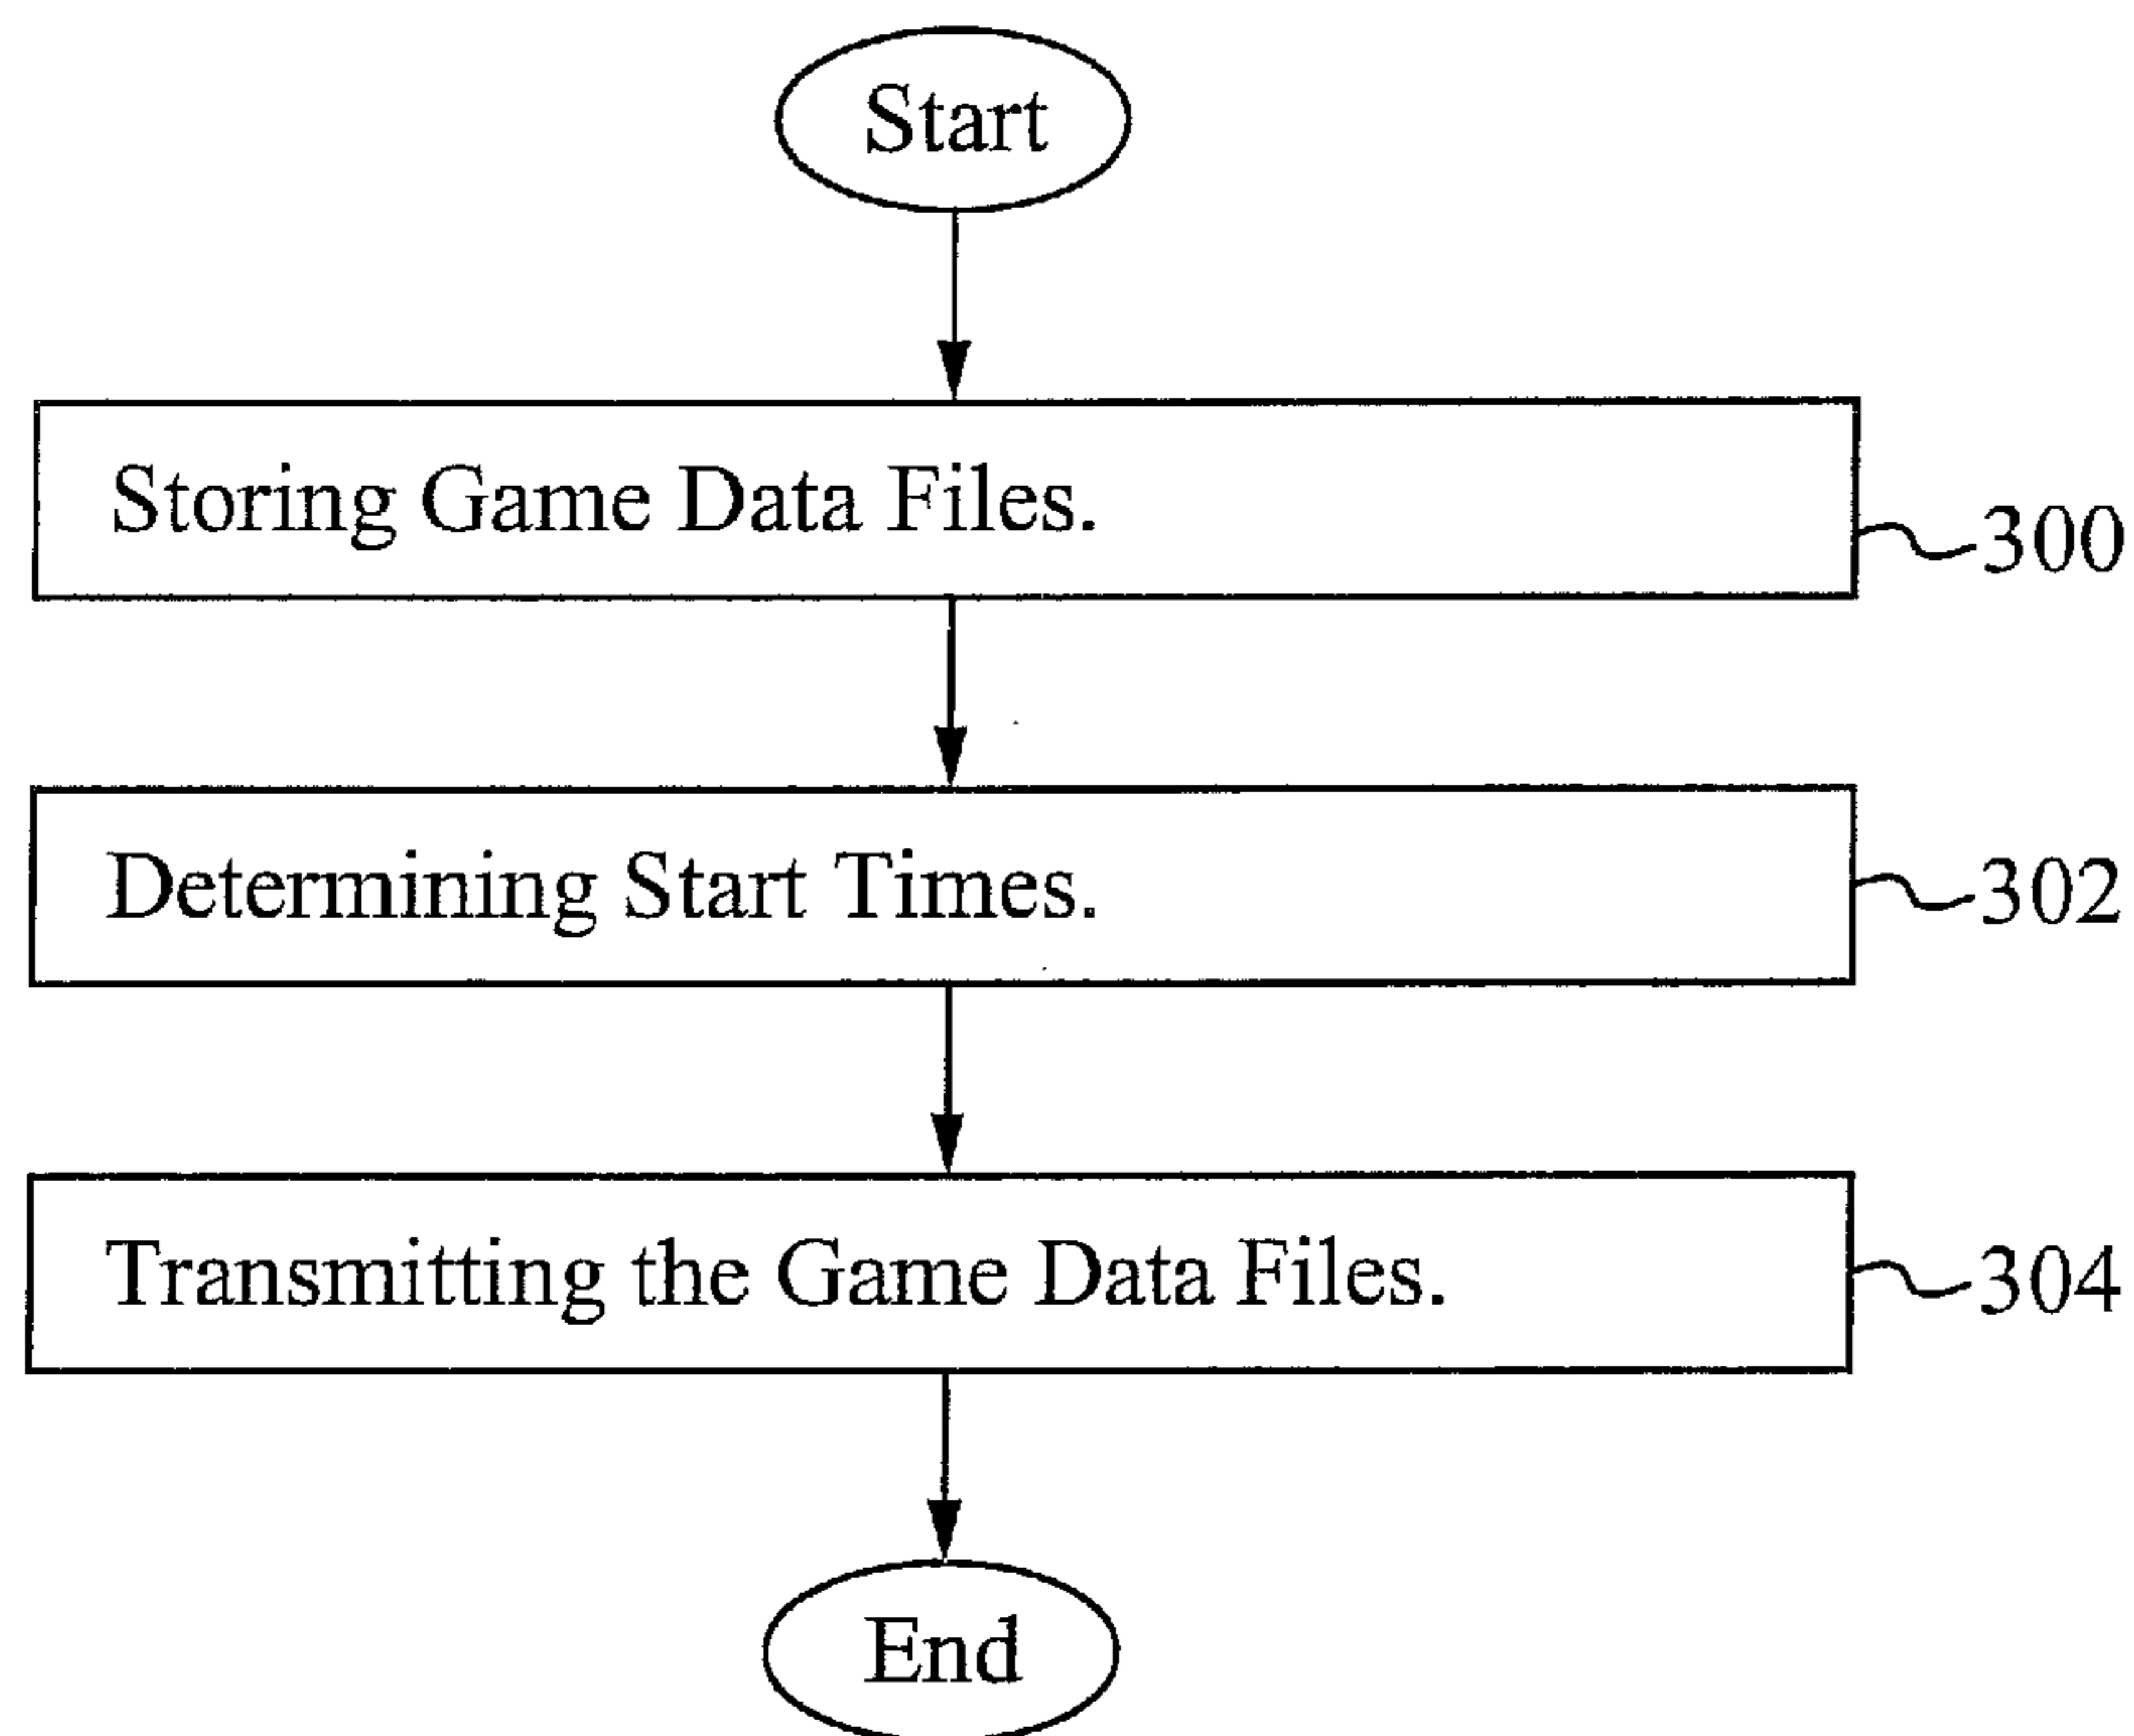 Start
Storing Game Data Files.
300
Determining Start Times.
302
Transmitting the Game Data Files.
304
End